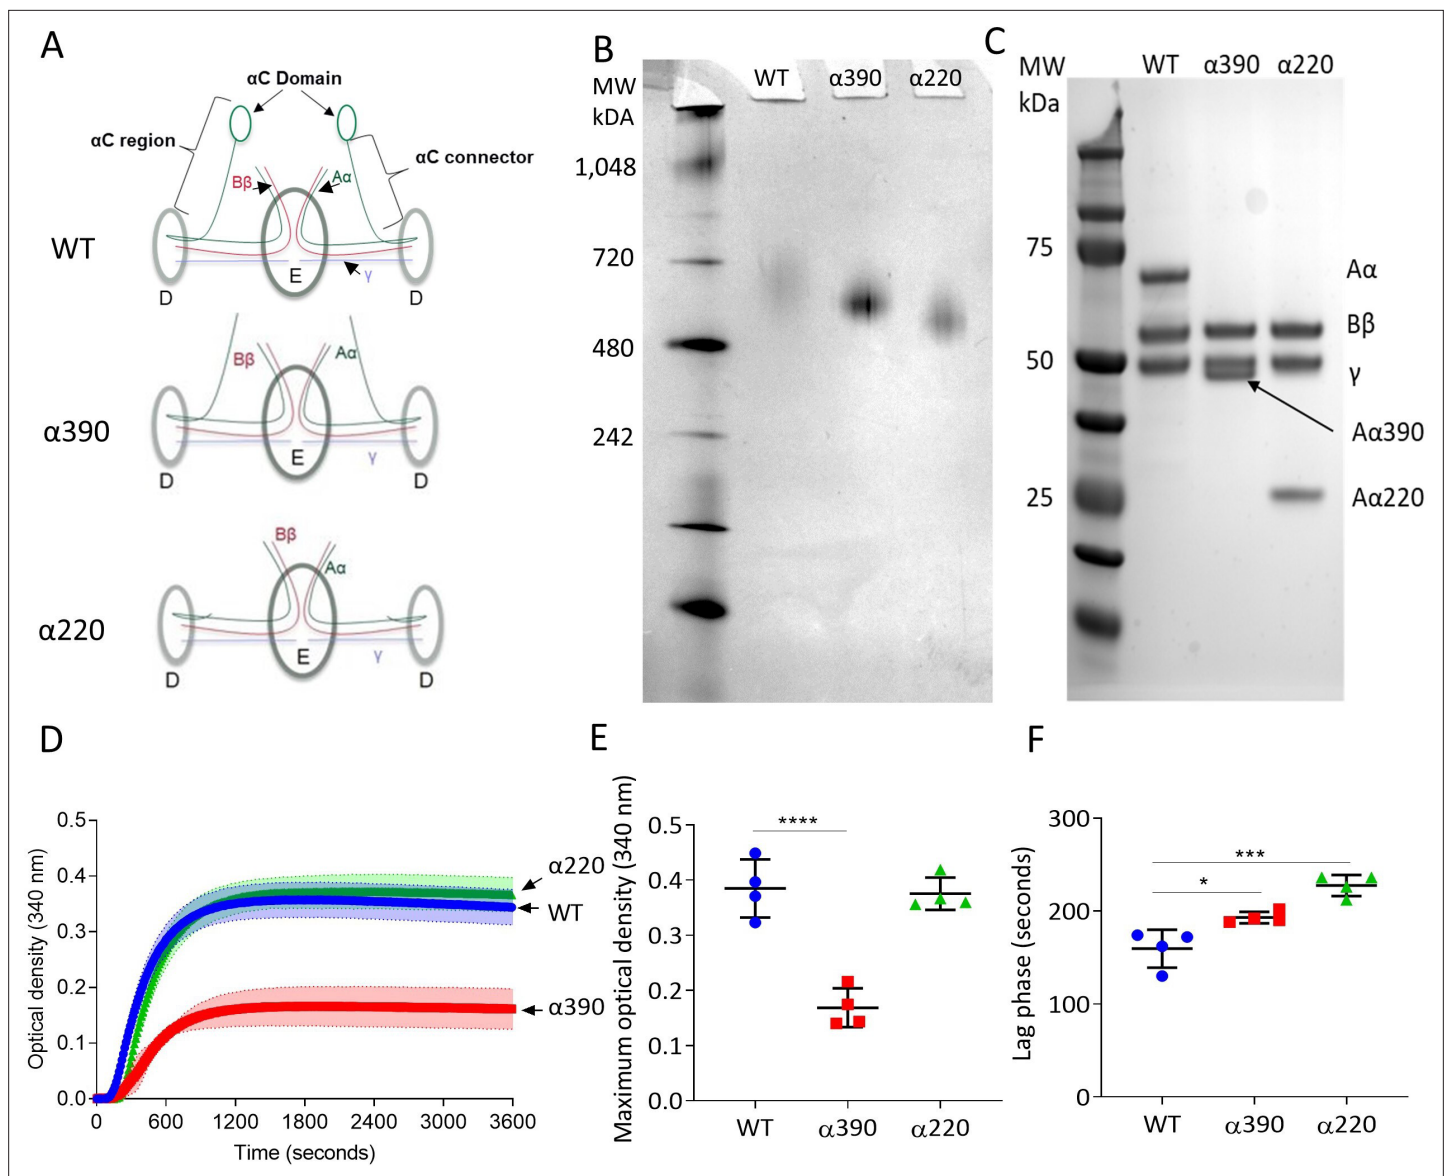 A
αC Domain
αC region
αC connector
Bβ
Aα
WT
E
γ
D
D
Bβ
Aα
α390
E
γ
D
D
Bβ
Aα
α220
E
γ
D
D
B
MW
kDA
WT
α390
α220
1,048
720
480
242
C
MW
kDa
WT
α390
α220
75
50
25
Aα
Bβ
γ
Aα390
Aα220
D
Optical density (340 nm)
0.5
0.4
0.3
0.2
0.1
0.0
0
600
1200
1800
2400
3000
3600
Time (seconds)
α220
WT
α390
E
Maximum optical density (340 nm)
0.5
0.4
0.3
0.2
0.1
0.0
****
WT
α390
α220
F
Lag phase (seconds)
300
200
100
0
***
*
WT
α390
α220